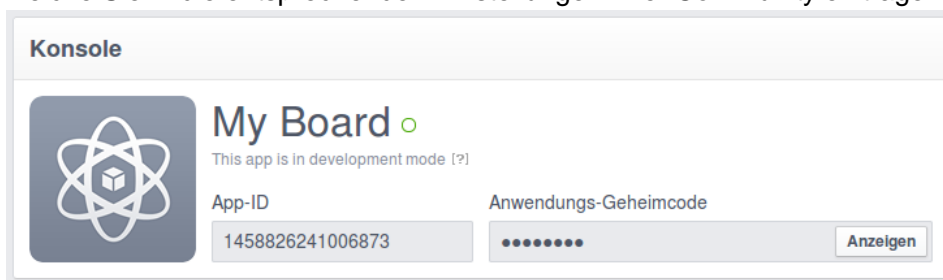 Konsole
My Board
This app is in development mode [?]
App-ID
Anwendungs-Geheimcode
1458826241006873
●●●●●●●●
Anzeigen